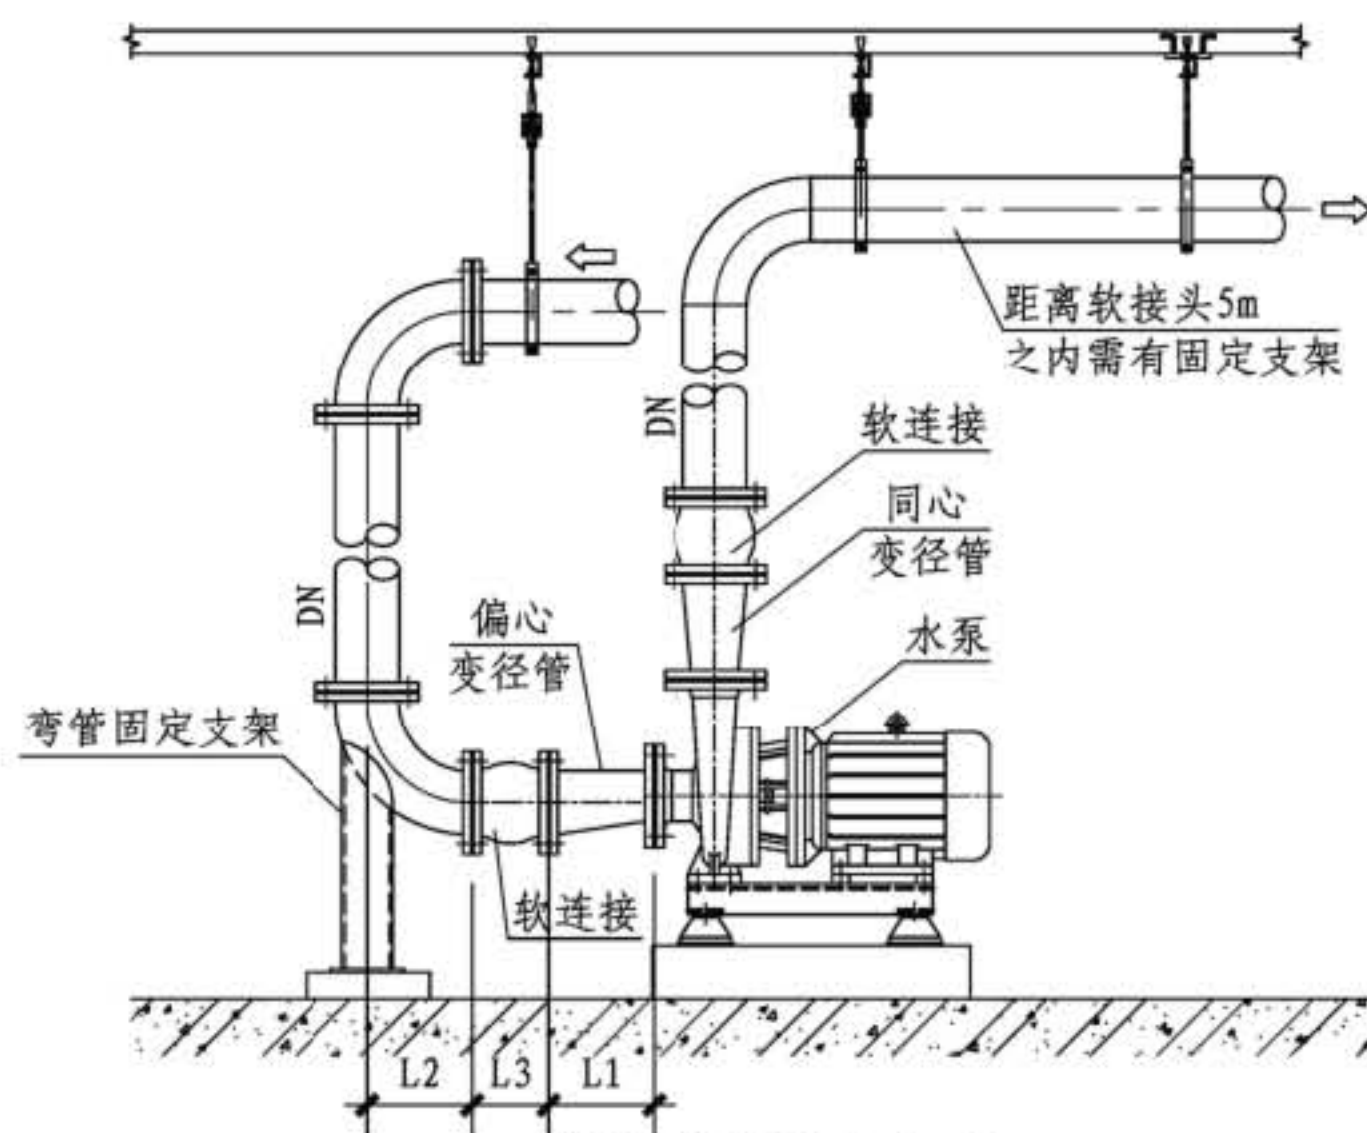 距离软接头5m
之内需有固定支架
DN
软连接
同心
变径管
DN
偏心
变径管
水泵
弯管固定支架
软连接
L2
L3
L1